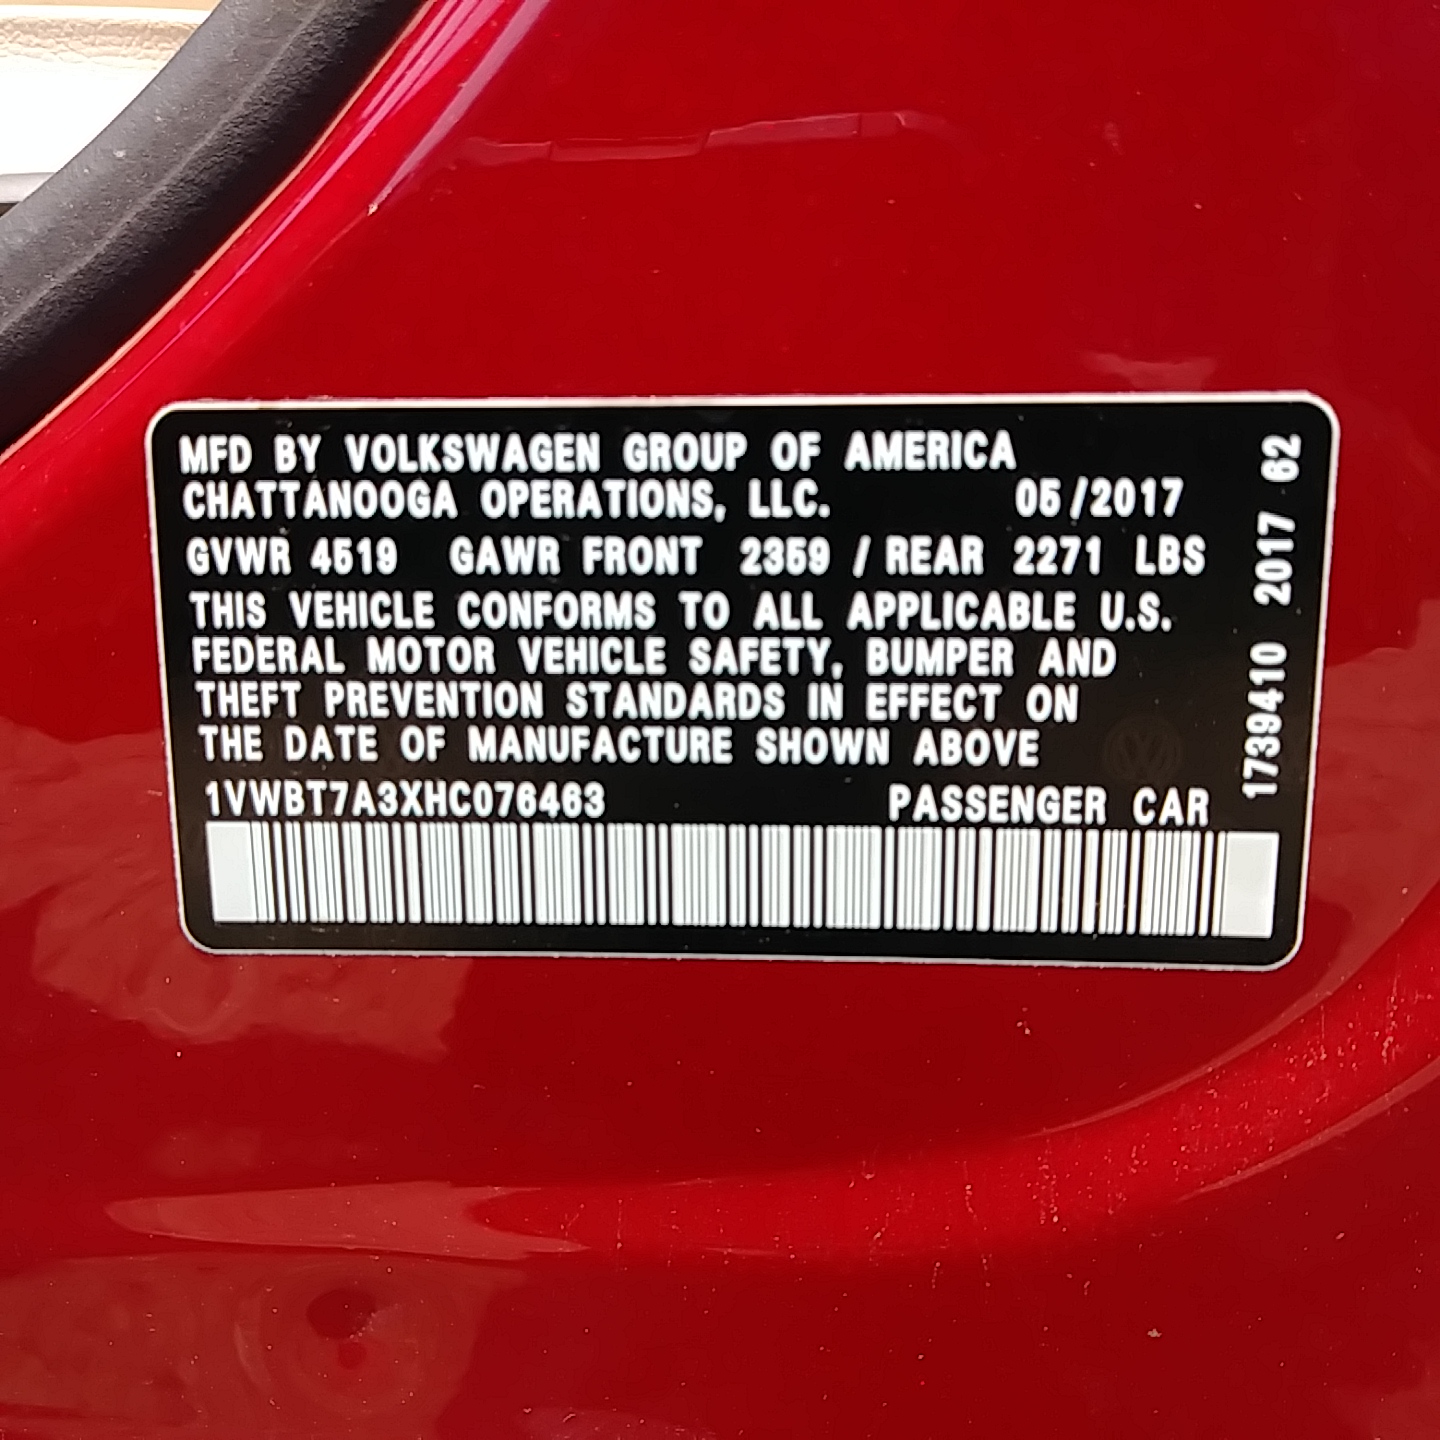 MFD BY VOLKSWAGEN GROUP OF AMERICA
CHATTANOOGA OPERATIONS, LLC. 05/2017
GVWR 4519 GAWR FRONT 2359 / REAR 2271 LBS
THIS VEHICLE CONFORMS TO ALL APPLICABLE U.S.
FEDERAL MOTOR VEHICLE SAFETY, BUMPER AND
THEFT PREVENTION STANDARDS IN EFFECT ON
THE DATE OF MANUFACTURE SHOWN ABOVE
1VWBT7A3XHC076463 PASSENGER CAR
1739410 2017 62